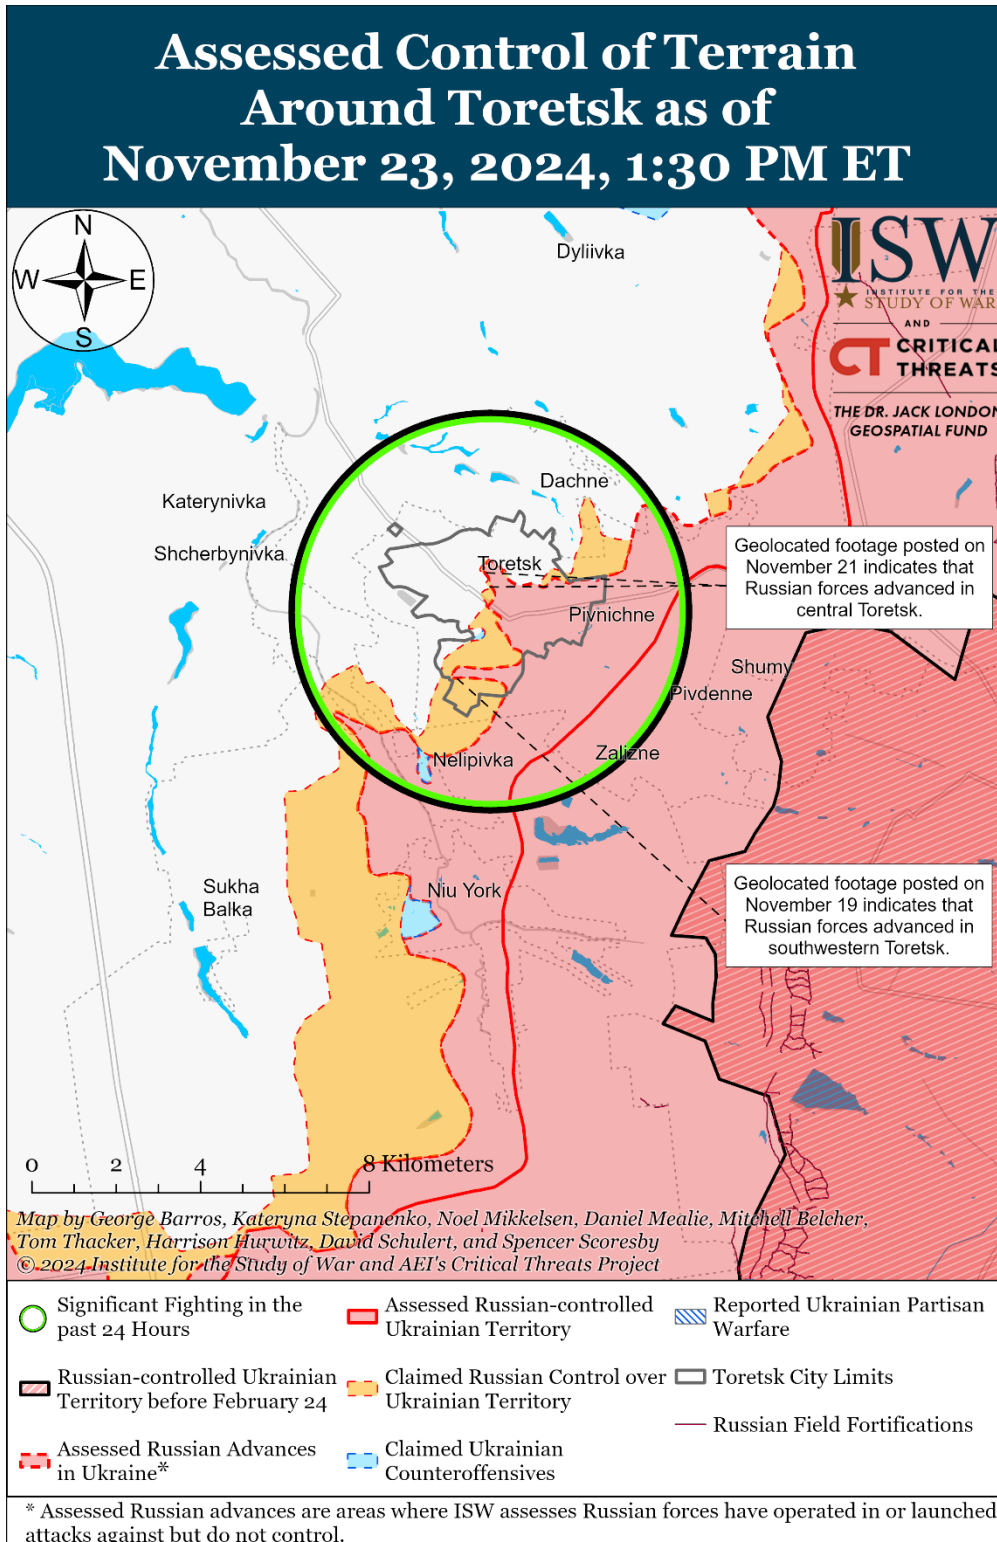 Assessed Control of Terrain
Around Toretsk as of
November 23, 2024, 1:30 PM ET
N
W
E
S
Dyliivka
ISW
INSTITUTE FOR THE
STUDY OF WAR
AND
CT CRITICAL
THREATS
THE DR. JACK LONDON
GEOSPATIAL FUND
Dachne
Katerynivka
Shcherbynivka
Toretsk
Geolocated footage posted on
November 21 indicates that
Russian forces advanced in
central Toretsk.
Pivnichne
Shumy
Pivdenne
Zalizne
Nelipivka
Sukha
Balka
Niu York
Geolocated footage posted on
November 19 indicates that
Russian forces advanced in
southwestern Toretsk.
0 2 4 8 Kilometers
Map by George Barros, Kateryna Stepanenko, Noel Mikkelsen, Daniel Mealie, Mitchell Belcher,
Tom Thacker, Harrison Hurwitz, David Schulert, and Spencer Scoresby
© 2024 Institute for the Study of War and AEI's Critical Threats Project
Significant Fighting in the
past 24 Hours
Russian-controlled Ukrainian
Territory before February 24
Assessed Russian Advances
in Ukraine*
Assessed Russian-controlled
Ukrainian Territory
Claimed Russian Control over
Ukrainian Territory
Claimed Ukrainian
Counteroffensives
Reported Ukrainian Partisan
Warfare
Toretsk City Limits
Russian Field Fortifications
* Assessed Russian advances are areas where ISW assesses Russian forces have operated in or launched
attacks against but do not control.